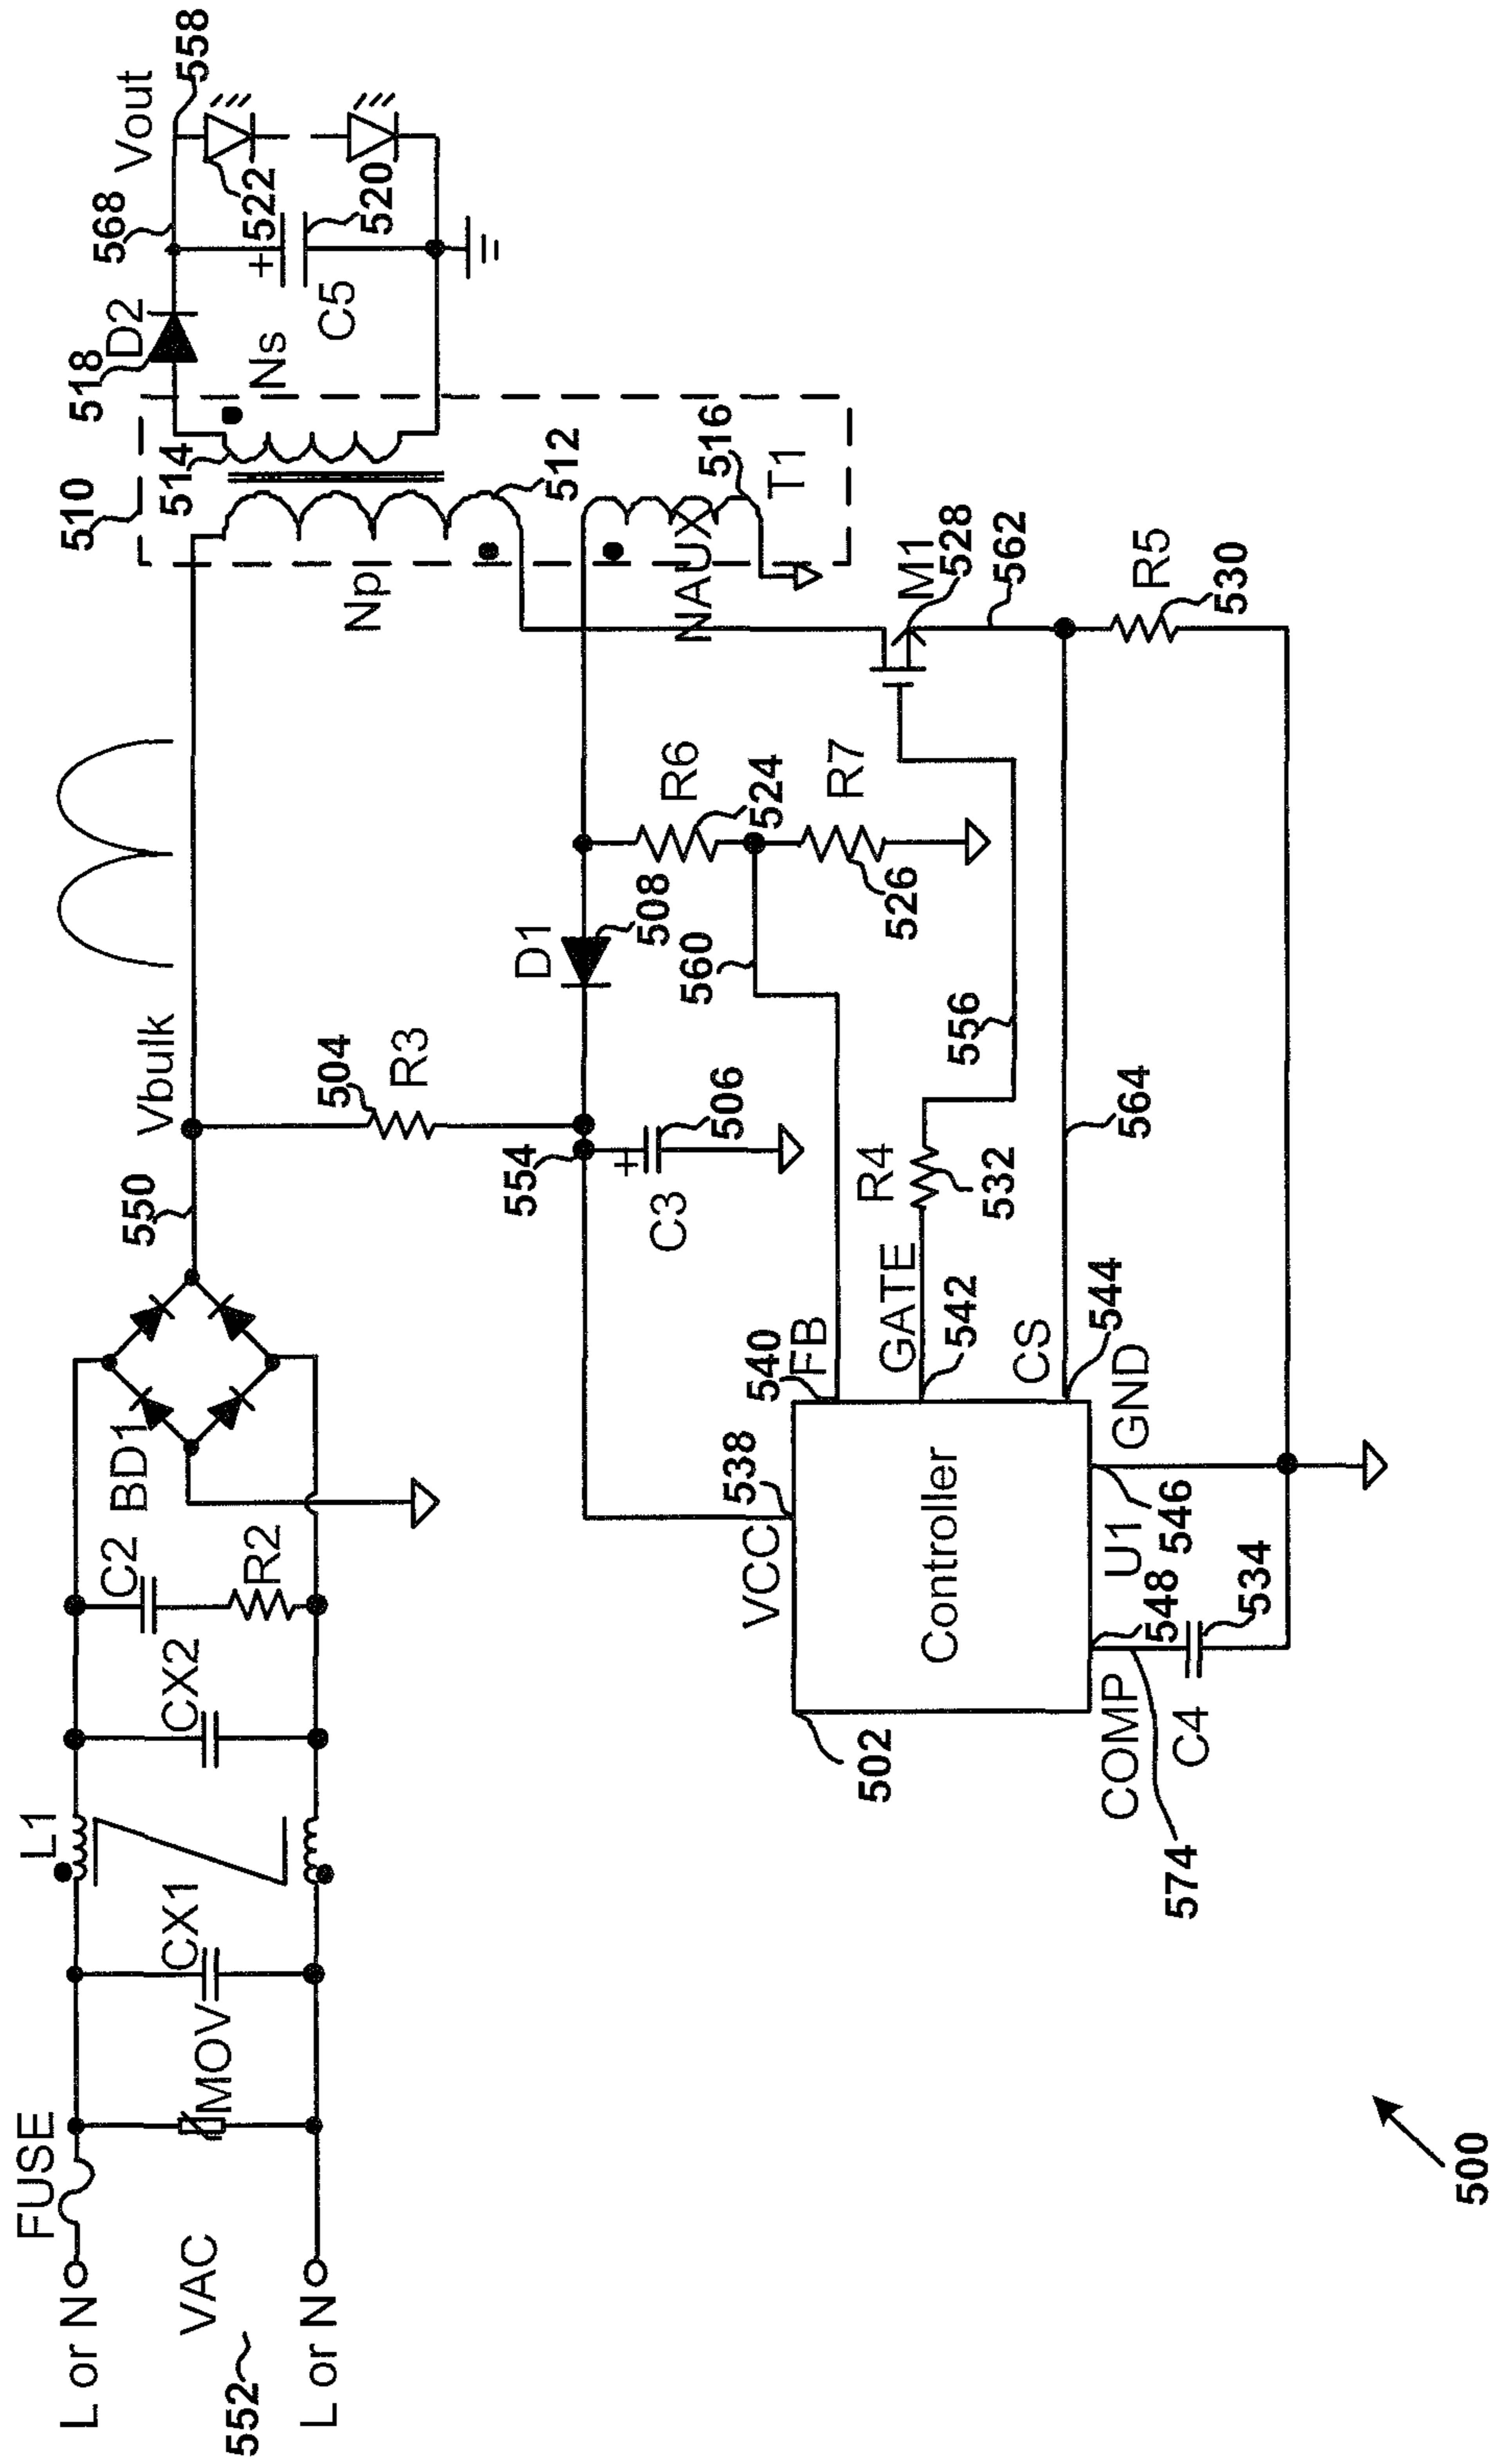 L or N
FUSE
VAC
552
L or N
MOV
CX1
L1
CX2
C2
R2
BD1
550
Vbulk
504
R3
554
C3
506
D1
508
R6
524
R7
526
560
Np
510
514
512
NAUX
516
T1
Ns
518
D2
568
Vout
558
522
520
C5
M1
528
562
R5
530
556
564
R4
532
GATE
542
540
FB
538
VCC
Controller
CS
544
GND
546
U1
548
534
COMP
C4
574
502
500